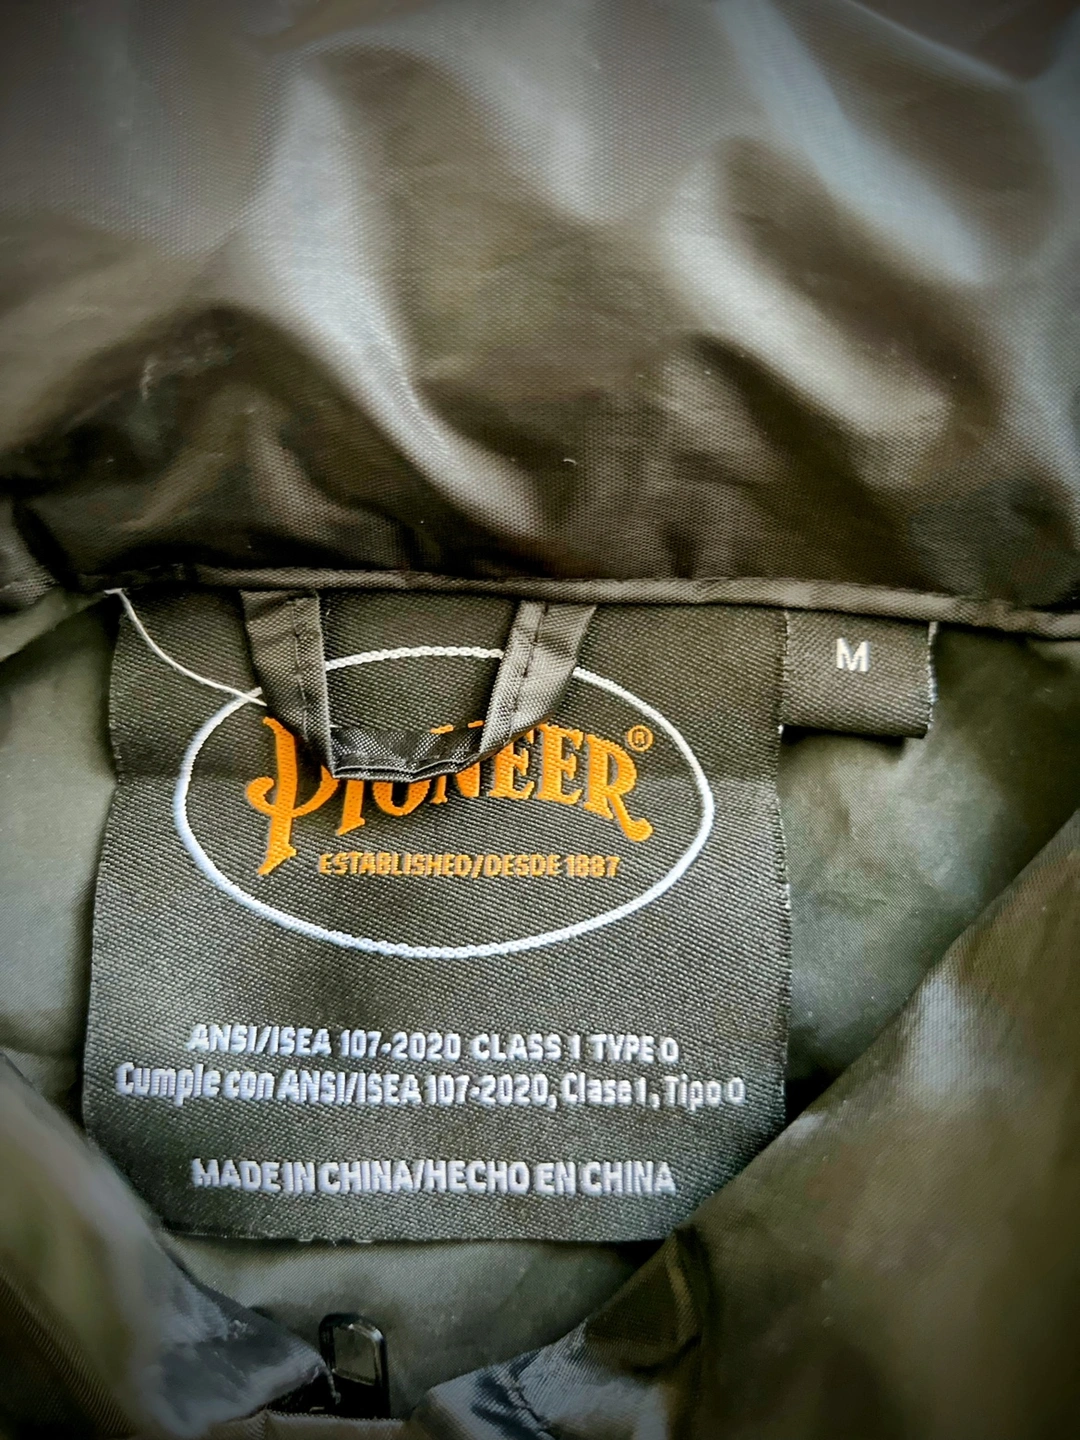 M
PIONEER®
ESTABLISHED/DESDE 1887
ANSI/ISEA 107-2020 CLASS 1 TYPE O
Cumple con ANSI/ISEA 107-2020, Clase 1, Tipo O
MADE IN CHINA/HECHO EN CHINA